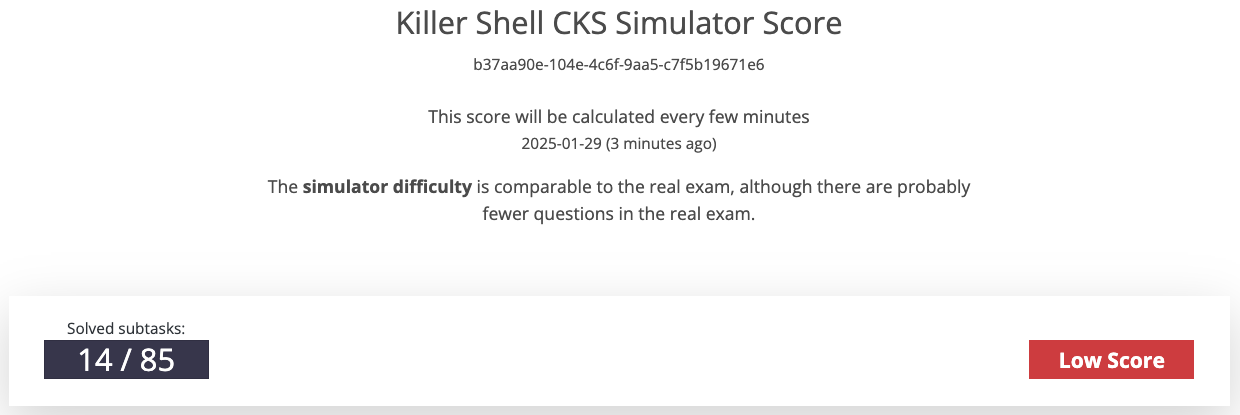 Killer Shell CKS Simulator Score
b37aa90e-104e-4c6f-9aa5-c7f5b19671e6
This score will be calculated every few minutes
2025-01-29 (3 minutes ago)
The simulator difficulty is comparable to the real exam, although there are probably
fewer questions in the real exam.
Solved subtasks:
14 / 85
Low Score